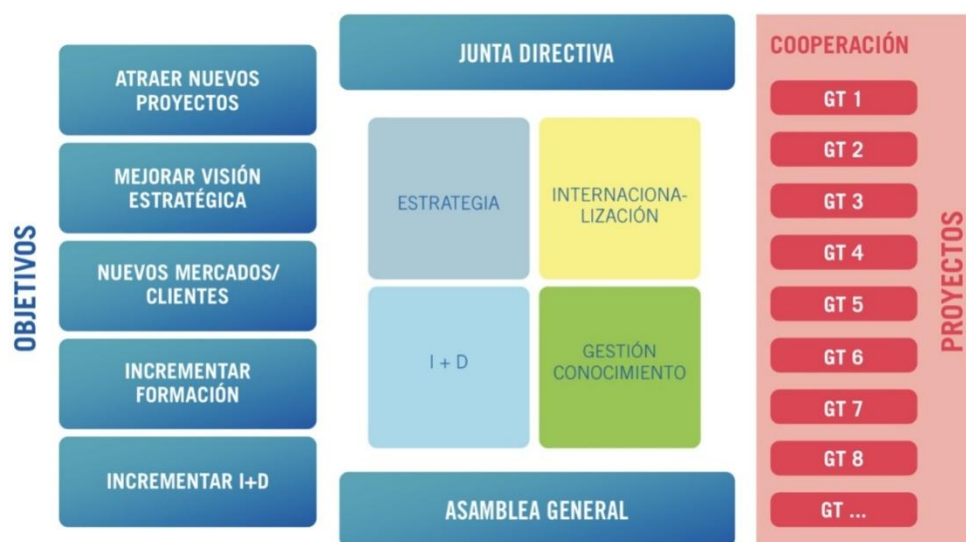 OBJETIVOS
ATRAER NUEVOS
PROYECTOS
MEJORAR VISIÓN
ESTRATÉGICA
NUEVOS MERCADOS/
CLIENTES
INCREMENTAR
FORMACIÓN
INCREMENTAR I+D
JUNTA DIRECTIVA
ESTRATEGIA
INTERNACIONA-
LIZACIÓN
I + D
GESTIÓN
CONOCIMIENTO
ASAMBLEA GENERAL
COOPERACIÓN
GT 1
GT 2
GT 3
GT 4
GT 5
GT 6
GT 7
GT 8
GT ...
PROYECTOS